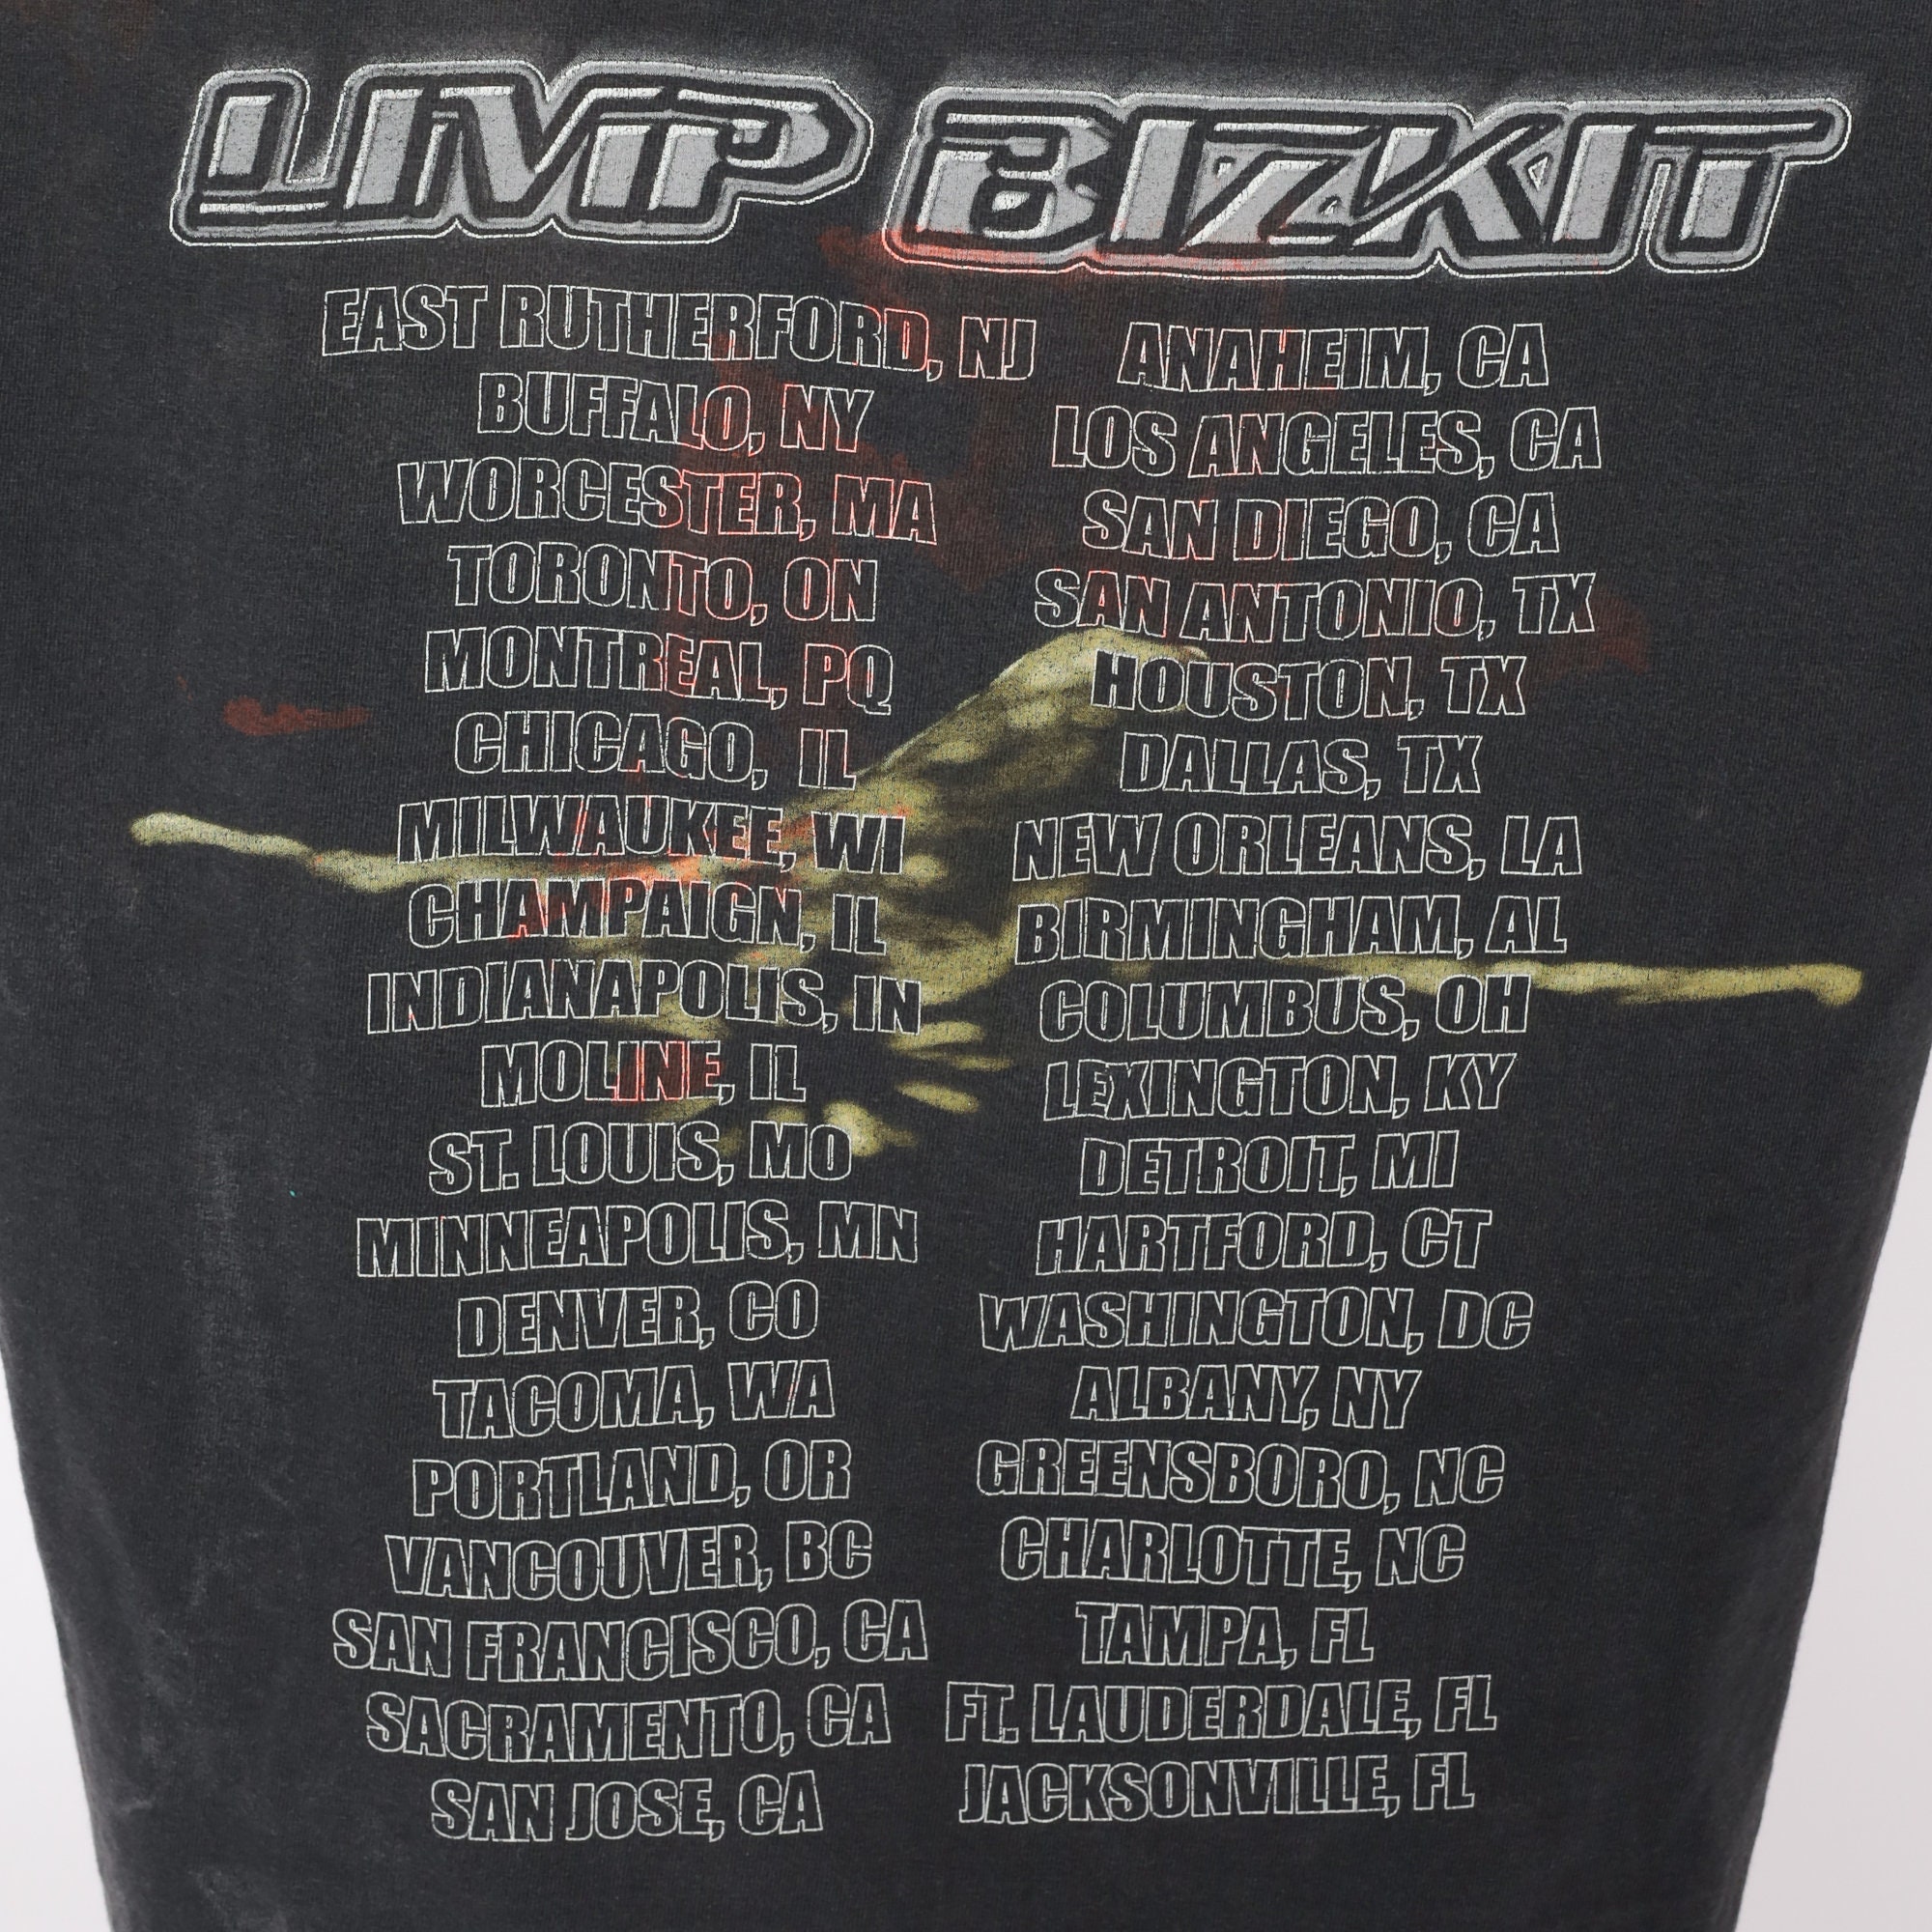 LIMP BIZKIT
EAST RUTHERFORD, NJ
BUFFALO, NY
WORCESTER, MA
TORONTO, ON
MONTREAL, PQ
CHICAGO, IL
MILWAUKEE, WI
CHAMPAIGN, IL
INDIANAPOLIS, IN
MOLINE, IL
ST. LOUIS, MO
MINNEAPOLIS, MN
DENVER, CO
TACOMA, WA
PORTLAND, OR
VANCOUVER, BC
SAN FRANCISCO, CA
SACRAMENTO, CA
SAN JOSE, CA
ANAHEIM, CA
LOS ANGELES, CA
SAN DIEGO, CA
SAN ANTONIO, TX
HOUSTON, TX
DALLAS, TX
NEW ORLEANS, LA
BIRMINGHAM, AL
COLUMBUS, OH
LEXINGTON, KY
DETROIT, MI
HARTFORD, CT
WASHINGTON, DC
ALBANY, NY
GREENSBORO, NC
CHARLOTTE, NC
TAMPA, FL
FT. LAUDERDALE, FL
JACKSONVILLE, FL